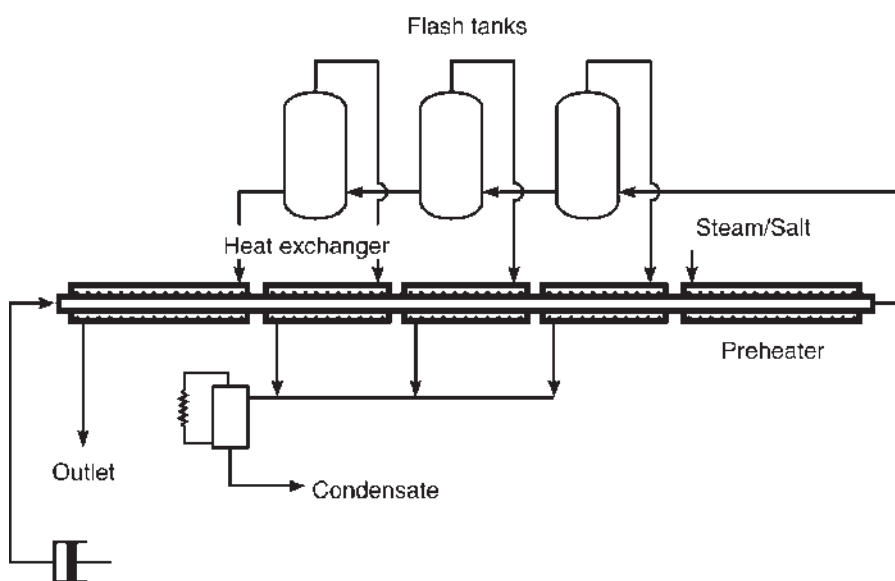 Flash tanks
Steam/Salt
Heat exchanger
Preheater
Outlet
Condensate